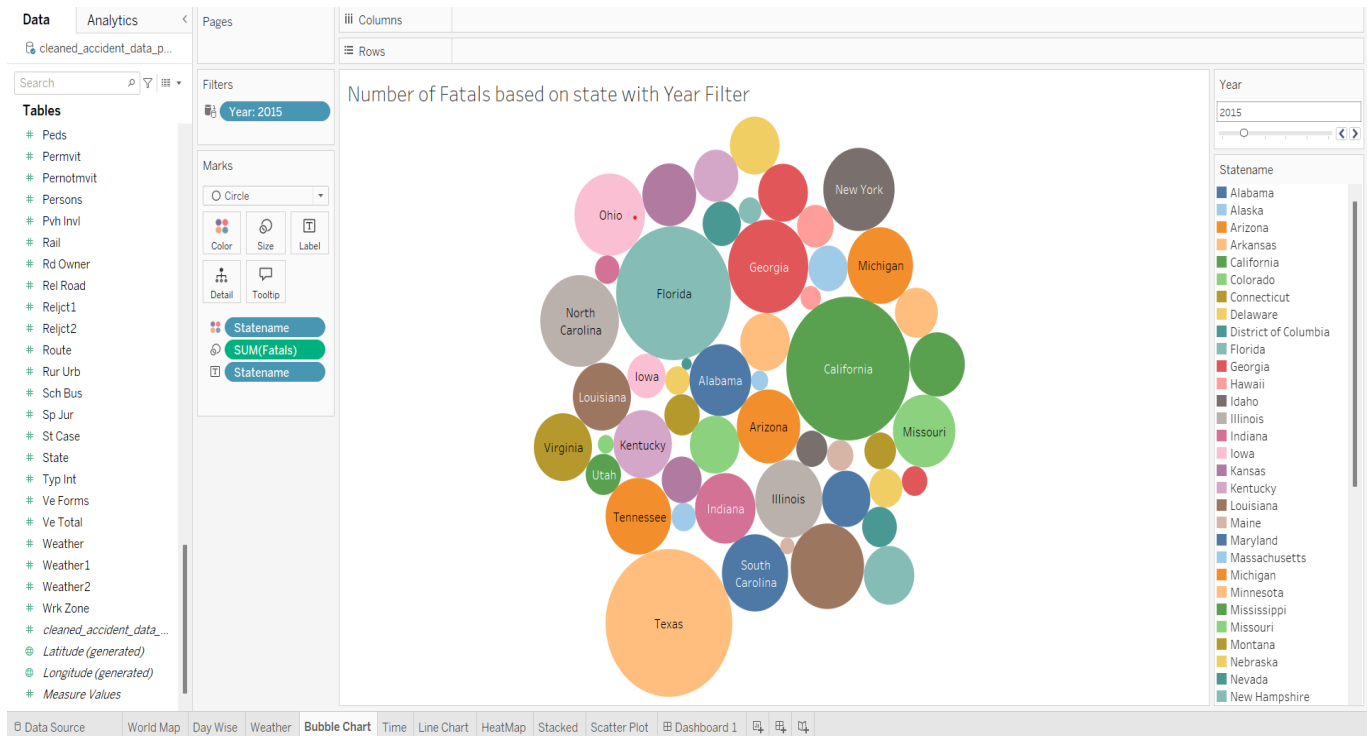 Data
Analytics
cleaned_accident_data_p...
Search
Tables
Peds
Permvit
Pernotmvit
Persons
Pvh Invl
Rail
Rd Owner
Rel Road
Reljct1
Reljct2
Route
Rur Urb
Sch Bus
Sp Jur
St Case
State
Typ Int
Ve Forms
Ve Total
Weather
Weather1
Weather2
Wrk Zone
cleaned_accident_data_...
Latitude (generated)
Longitude (generated)
Measure Values
Pages
Filters
Year: 2015
Marks
Circle
Color
Size
Label
Detail
Tooltip
Statename
SUM(Fatals)
Statename
Columns
Rows
Number of Fatals based on state with Year Filter
New York
Ohio
Georgia
Michigan
Florida
North
Carolina
California
Iowa
Alabama
Louisiana
Arizona
Missouri
Virginia
Kentucky
Utah
Illinois
Indiana
Tennessee
South
Carolina
Texas
Year
2015
Statename
Alabama
Alaska
Arizona
Arkansas
California
Colorado
Connecticut
Delaware
District of Columbia
Florida
Georgia
Hawaii
Idaho
Illinois
Indiana
Iowa
Kansas
Kentucky
Louisiana
Maine
Maryland
Massachusetts
Michigan
Minnesota
Mississippi
Missouri
Montana
Nebraska
Nevada
New Hampshire
Data Source
World Map
Day Wise
Weather
Bubble Chart
Time
Line Chart
HeatMap
Stacked
Scatter Plot
Dashboard 1